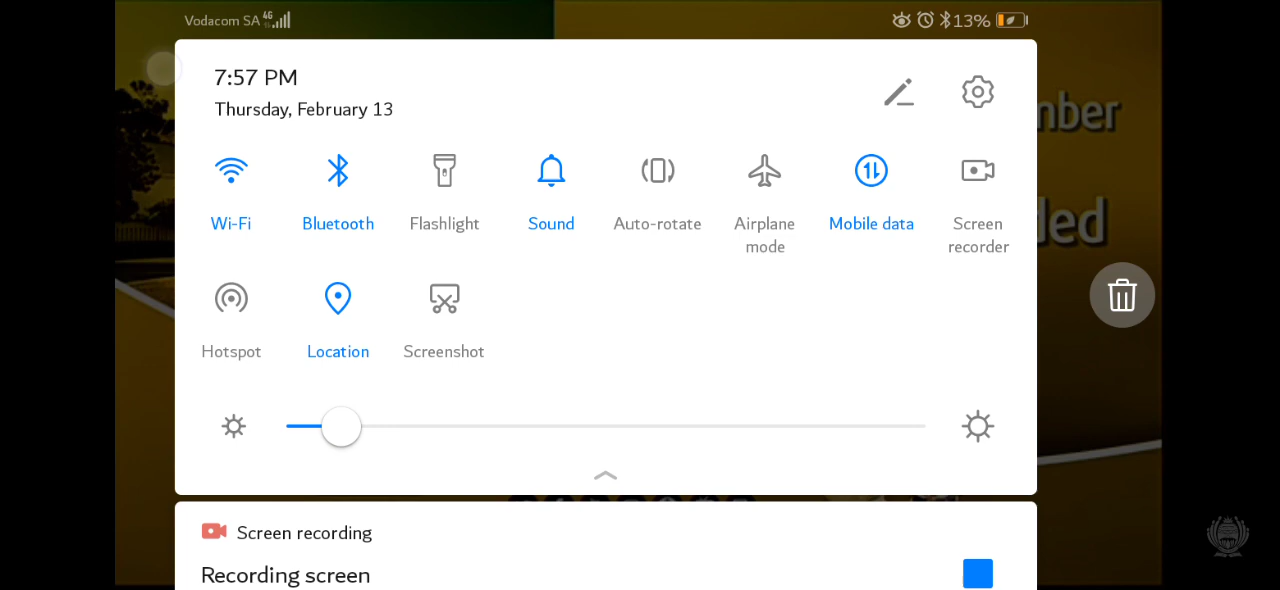 Vodacom SA 4G 13%
7:57 PM
Thursday, February 13
nber
ded
Wi-Fi Bluetooth Flashlight Sound Auto-rotate Airplane mode Mobile data Screen recorder
Hotspot Location Screenshot
Screen recording
Recording screen